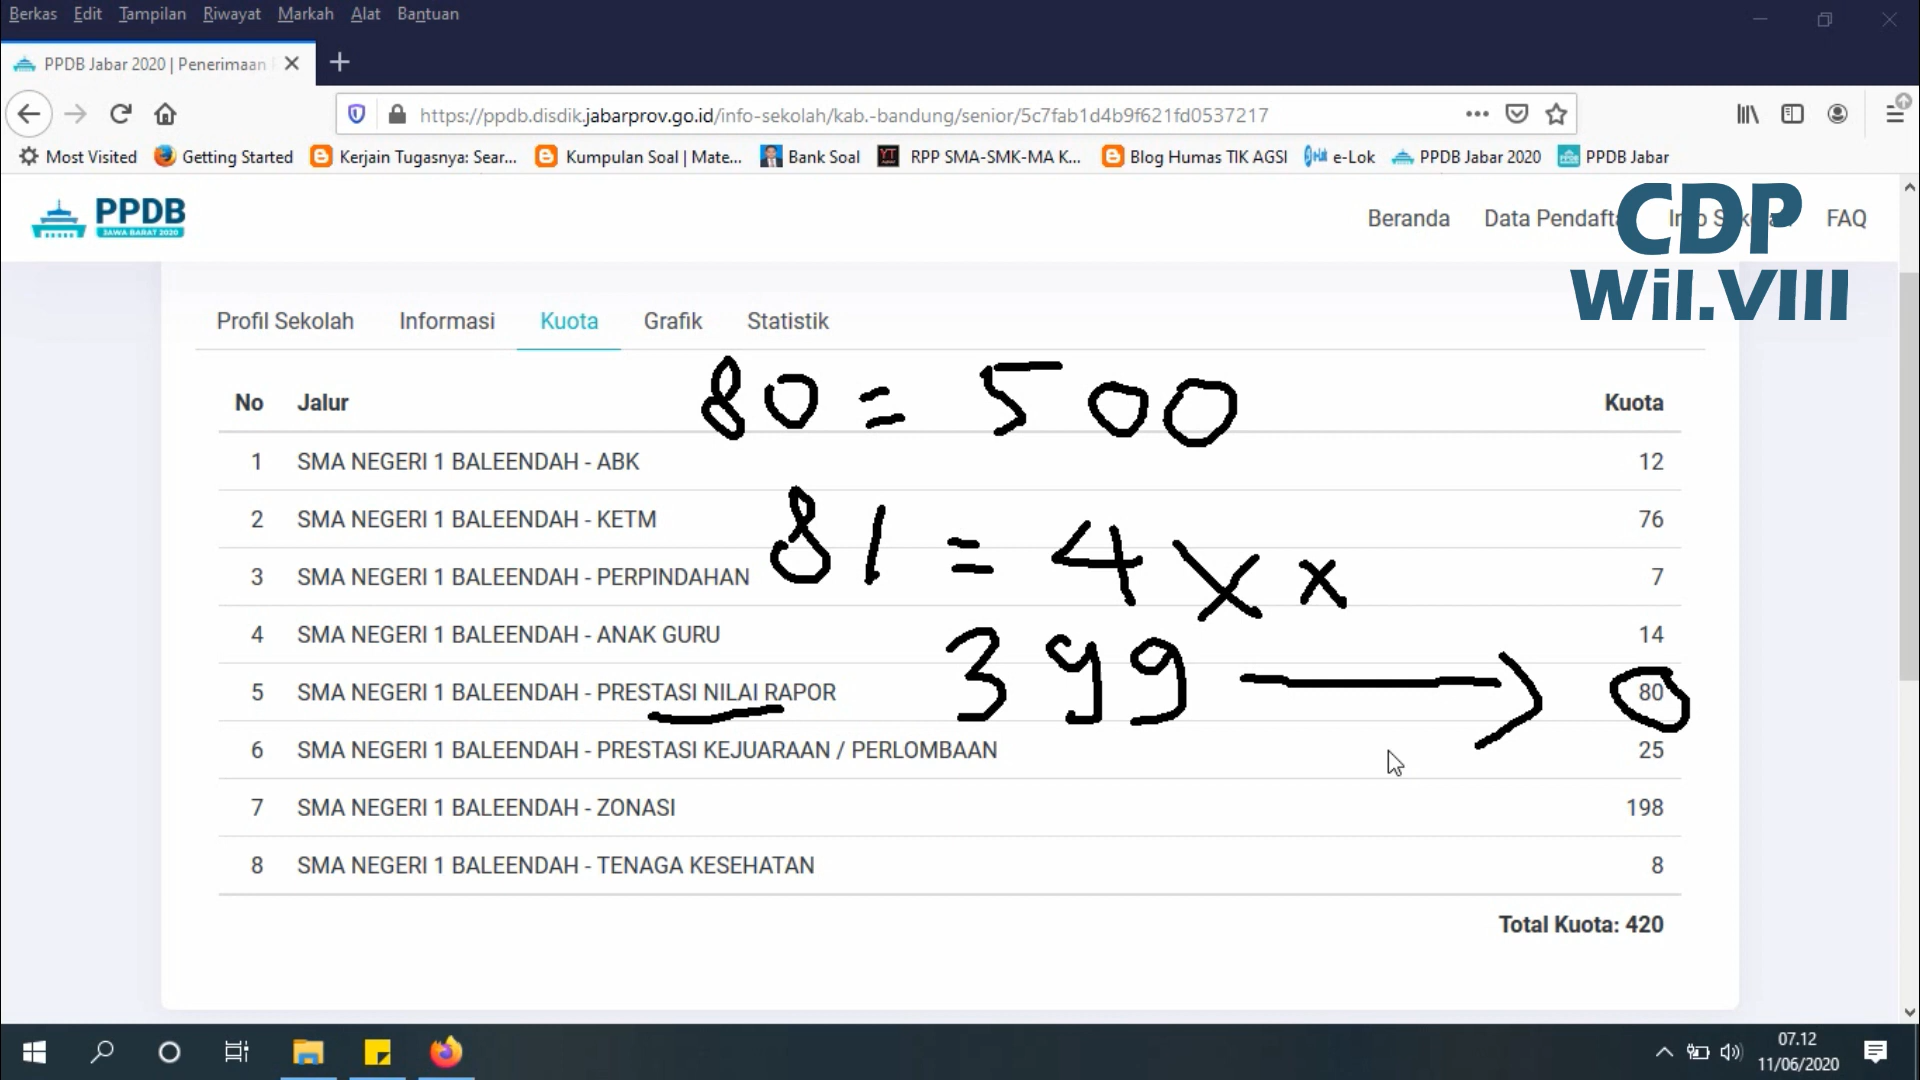 Berkas Edit Tampilan Riwayat Markah Alat Bantuan
PPDB Jabar 2020 | Penerimaan
https://ppdb.disdik.jabarprov.go.id/info-sekolah/kab.-bandung/senior/5c7fab1d4b9f621fd0537217
Most Visited Getting Started Kerjain Tugasnya: Sear... Kumpulan Soal | Mate... Bank Soal RPP SMA-SMK-MA K... Blog Humas TIK AGSI e-Lok PPDB Jabar 2020 PPDB Jabar
PPDB
JAWA BARAT 2020
Beranda Data Pendafta FAQ
CDP
Wil.VIII
Profil Sekolah Informasi Kuota Grafik Statistik
80 = 500
No Jalur Kuota
1 SMA NEGERI 1 BALEENDAH - ABK 12
2 SMA NEGERI 1 BALEENDAH - KETM 76
81 = 4 X x
3 SMA NEGERI 1 BALEENDAH - PERPINDAHAN 7
4 SMA NEGERI 1 BALEENDAH - ANAK GURU 14
399
5 SMA NEGERI 1 BALEENDAH - PRESTASI NILAI RAPOR 80
6 SMA NEGERI 1 BALEENDAH - PRESTASI KEJUARAAN / PERLOMBAAN 25
7 SMA NEGERI 1 BALEENDAH - ZONASI 198
8 SMA NEGERI 1 BALEENDAH - TENAGA KESEHATAN 8
Total Kuota: 420
07.12
11/06/2020